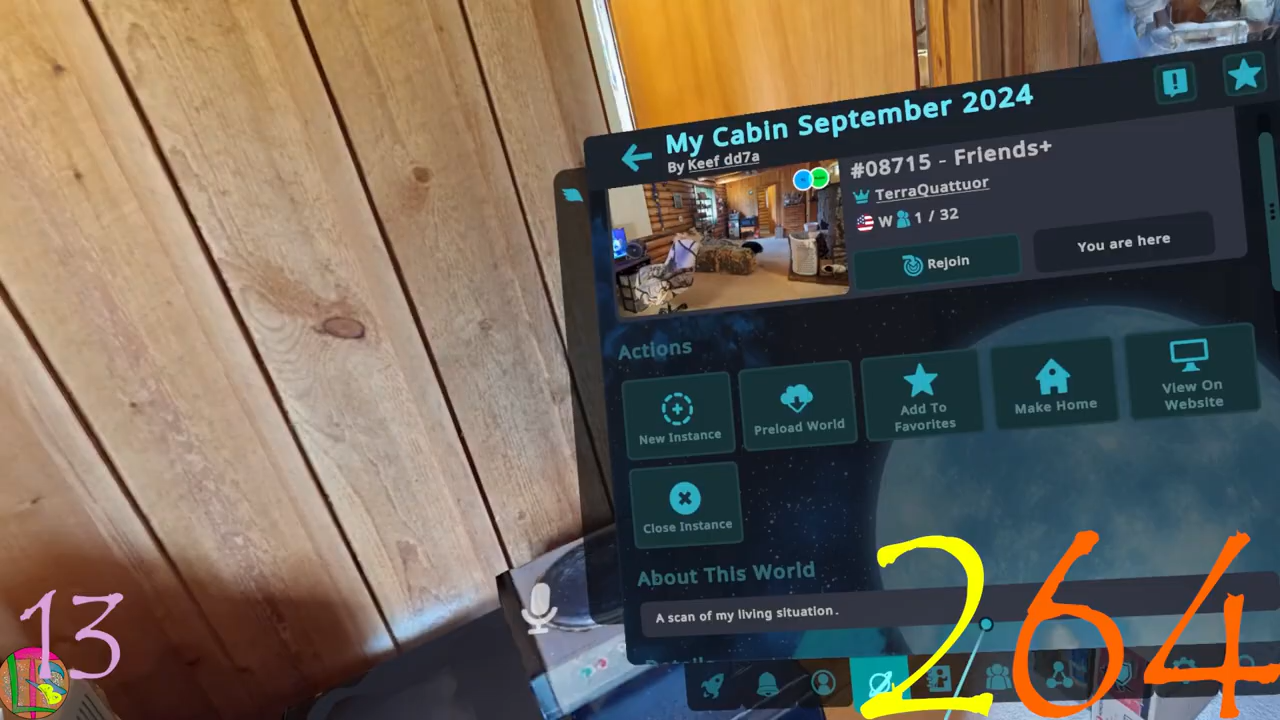 My Cabin September 2024
By Keef dd7a
#08715 - Friends+
TerraQuattuor
W 1 / 32
Rejoin
You are here
Actions
New Instance
Preload World
Add To
Favorites
Make Home
View On
Website
Close Instance
About This World
A scan of my living situation.
13
264